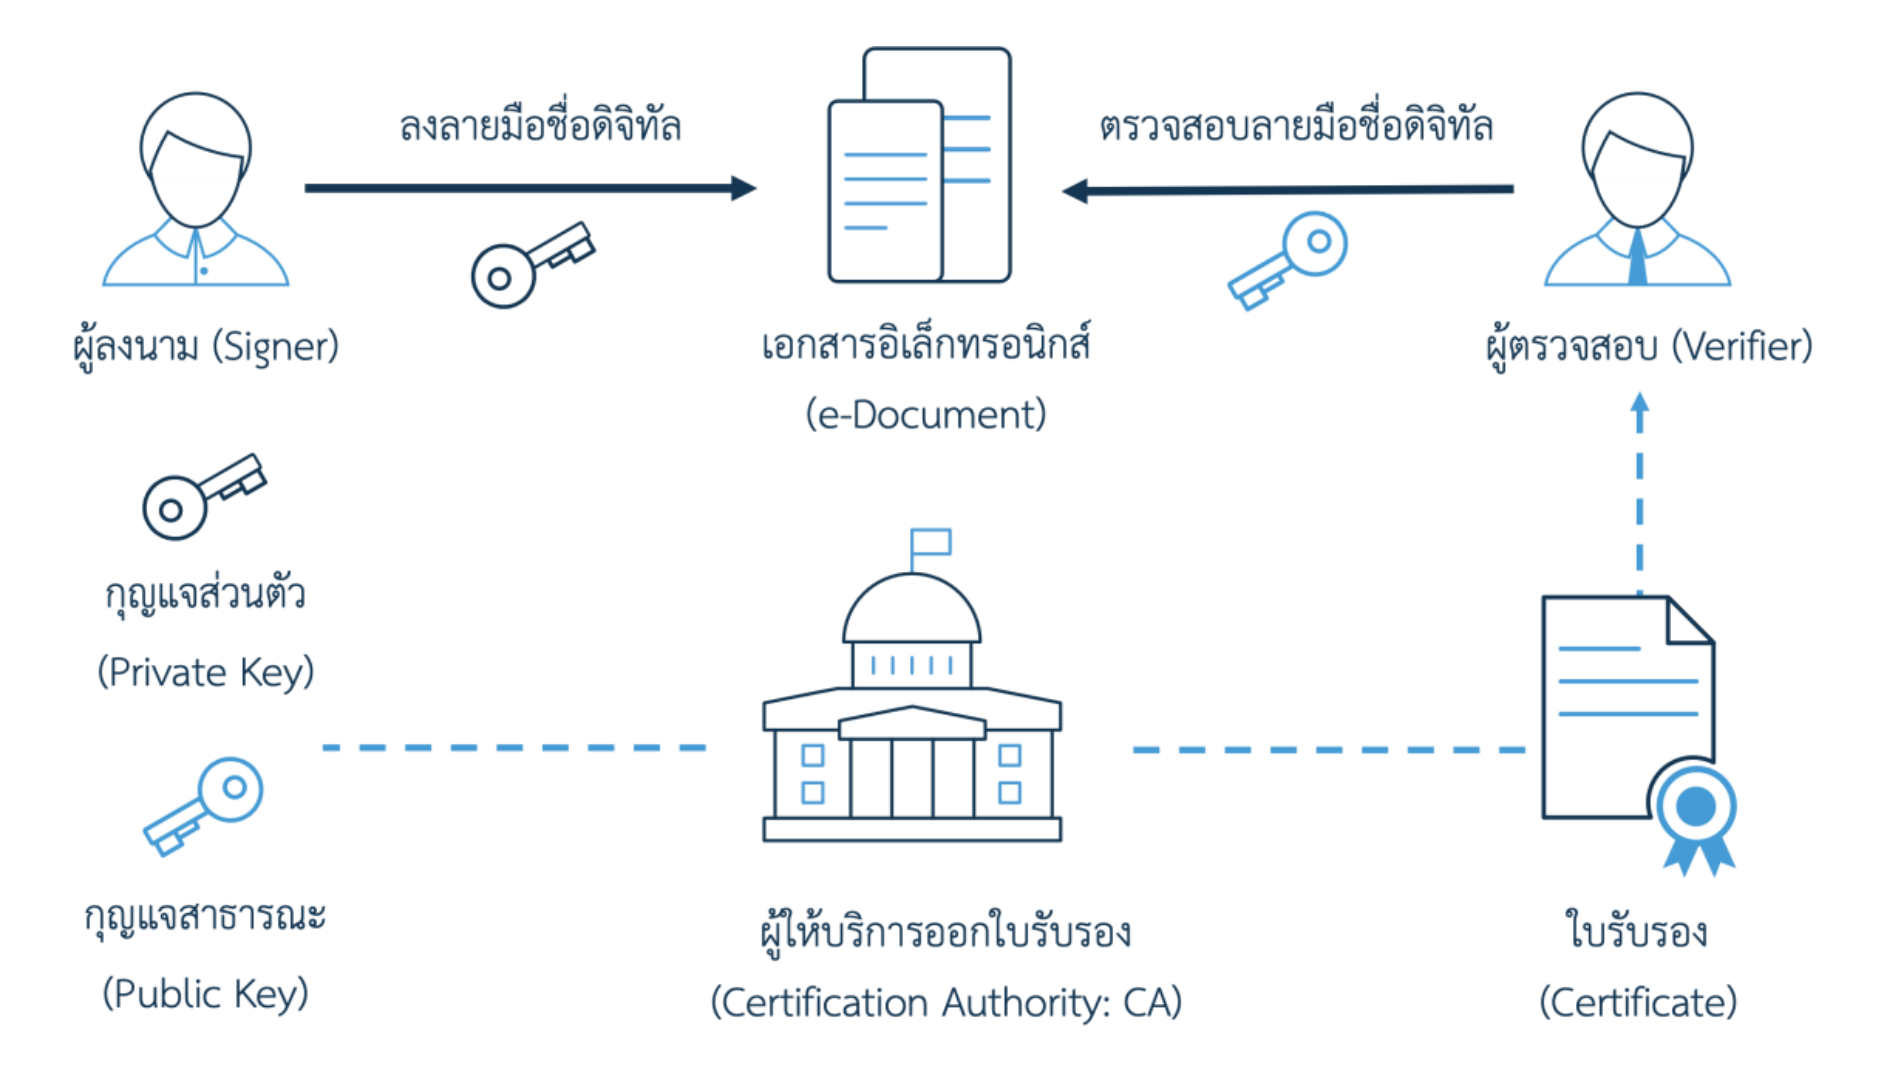 ลงลายมือชื่อดิจิทัล
ตรวจสอบลายมือชื่อดิจิทัล
ผู้ลงนาม (Signer)
เอกสารอิเล็กทรอนิกส์
(e-Document)
ผู้ตรวจสอบ (Verifier)
กุญแจส่วนตัว
(Private Key)
กุญแจสาธารณะ
(Public Key)
ผู้ให้บริการออกใบรับรอง
(Certification Authority: CA)
ใบรับรอง
(Certificate)